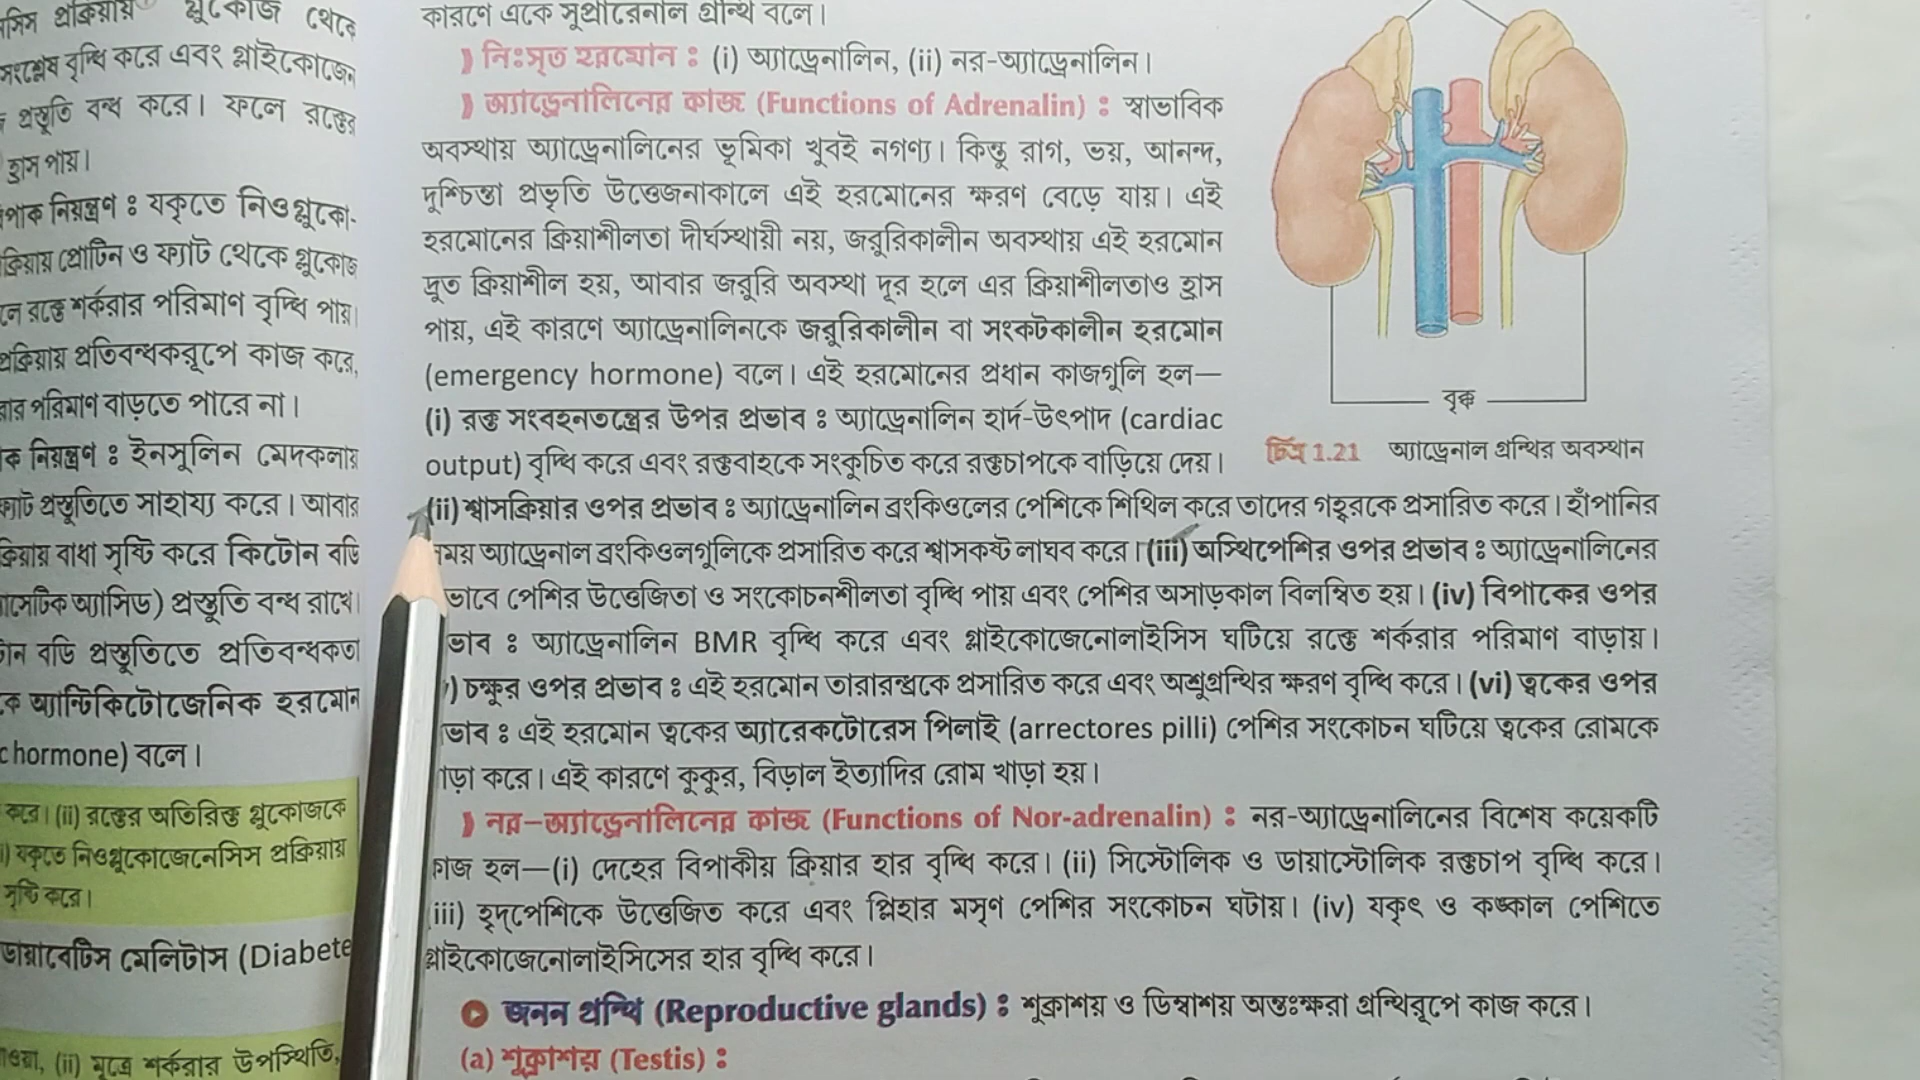 প্রক্রিয়ায় গ্লুকোজ থেকে
সংশ্লেষ বৃদ্ধি করে এবং গ্লাইকোজেন
প্রস্তুতি বন্ধ করে। ফলে রক্তের
হ্রাস পায়।
নিয়ন্ত্রণ ঃ যকৃতে নিওগ্লুকো-
প্রোটিন ও ফ্যাট থেকে গ্লুকোজ
রক্তে শর্করার পরিমাণ বৃদ্ধি পায়।
প্রক্রিয়ায় প্রতিবন্ধকরূপে কাজ করে,
পরিমাণ বাড়তে পারে না।
নিয়ন্ত্রণ ঃ ইনসুলিন মেদকলায়
প্রস্তুতিতে সাহায্য করে। আবার
বাধা সৃষ্টি করে কিটোন বডি
অ্যাসিড) প্রস্তুতি বন্ধ রাখে।
বডি প্রস্তুতিতে প্রতিবন্ধকতা
অ্যান্টিকিটোজেনিক হরমোন
hormone) বলে।
করে। (ii) রক্তের অতিরিক্ত গ্লুকোজকে
যকৃতে নিওগ্লুকোজেনেসিস প্রক্রিয়ায়
সৃষ্টি করে।
ডায়াবেটিস মেলিটাস (Diabete
(ii) মূত্রে শর্করার উপস্থিতি,
কারণে একে সুপ্রারেনাল গ্রন্থি বলে।
নিঃসৃত হরমোন ঃ (i) অ্যাড্রেনালিন, (ii) নর-অ্যাড্রেনালিন।
অ্যাড্রেনালিনের কাজ (Functions of Adrenalin) ঃ স্বাভাবিক
অবস্থায় অ্যাড্রেনালিনের ভূমিকা খুবই নগণ্য। কিন্তু রাগ, ভয়, আনন্দ,
দুশ্চিন্তা প্রভৃতি উত্তেজনাকালে এই হরমোনের ক্ষরণ বেড়ে যায়। এই
হরমোনের ক্রিয়াশীলতা দীর্ঘস্থায়ী নয়, জরুরিকালীন অবস্থায় এই হরমোন
দ্রুত ক্রিয়াশীল হয়, আবার জরুরি অবস্থা দূর হলে এর ক্রিয়াশীলতাও হ্রাস
পায়, এই কারণে অ্যাড্রেনালিনকে জরুরিকালীন বা সংকটকালীন হরমোন
(emergency hormone) বলে। এই হরমোনের প্রধান কাজগুলি হল—
(i) রক্ত সংবহনতন্ত্রের উপর প্রভাব ঃ অ্যাড্রেনালিন হার্দ-উৎপাদ (cardiac
output) বৃদ্ধি করে এবং রক্তবাহকে সংকুচিত করে রক্তচাপকে বাড়িয়ে দেয়।
বৃক্ক
চিত্র 1.21 অ্যাড্রেনাল গ্রন্থির অবস্থান
(ii) শ্বাসক্রিয়ার ওপর প্রভাব ঃ অ্যাড্রেনালিন ব্রংকিওলের পেশিকে শিথিল করে তাদের গহ্বরকে প্রসারিত করে। হাঁপানির
সময় অ্যাড্রেনাল ব্রংকিওলগুলিকে প্রসারিত করে শ্বাসকষ্ট লাঘব করে। (iii) অস্থিপেশির ওপর প্রভাব ঃ অ্যাড্রেনালিনের
ভাবে পেশির উত্তেজিতা ও সংকোচনশীলতা বৃদ্ধি পায় এবং পেশির অসাড়কাল বিলম্বিত হয়। (iv) বিপাকের ওপর
ভাব ঃ অ্যাড্রেনালিন BMR বৃদ্ধি করে এবং গ্লাইকোজেনোলাইসিস ঘটিয়ে রক্তে শর্করার পরিমাণ বাড়ায়।
) চক্ষুর ওপর প্রভাব ঃ এই হরমোন তারারন্ধ্রকে প্রসারিত করে এবং অশ্রুগ্রন্থির ক্ষরণ বৃদ্ধি করে। (vi) ত্বকের ওপর
ভাব ঃ এই হরমোন ত্বকের অ্যারেকটোরেস পিলাই (arrectores pilli) পেশির সংকোচন ঘটিয়ে ত্বকের রোমকে
াড়া করে। এই কারণে কুকুর, বিড়াল ইত্যাদির রোম খাড়া হয়।
নর-অ্যাড্রেনালিনের কাজ (Functions of Nor-adrenalin) ঃ নর-অ্যাড্রেনালিনের বিশেষ কয়েকটি
কাজ হল—(i) দেহের বিপাকীয় ক্রিয়ার হার বৃদ্ধি করে। (ii) সিস্টোলিক ও ডায়াস্টোলিক রক্তচাপ বৃদ্ধি করে।
(iii) হৃদ্‌পেশিকে উত্তেজিত করে এবং প্লিহার মসৃণ পেশির সংকোচন ঘটায়। (iv) যকৃৎ ও কঙ্কাল পেশিতে
গ্লাইকোজেনোলাইসিসের হার বৃদ্ধি করে।
জনন গ্রন্থি (Reproductive glands) ঃ শুক্রাশয় ও ডিম্বাশয় অন্তঃক্ষরা গ্রন্থিরূপে কাজ করে।
(a) শুক্রাশয় (Testis) ঃ